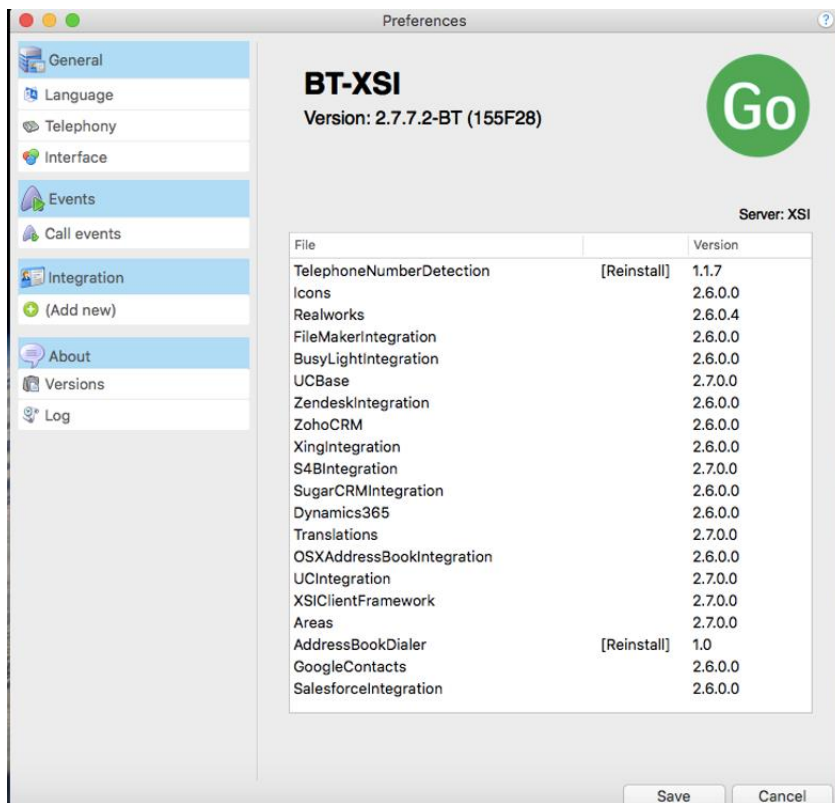 Preferences
?
General
Language
Telephony
Interface
Events
Call events
Integration
(Add new)
About
Versions
Log
BT-XSI
Version: 2.7.7.2-BT (155F28)
Go
Server: XSI
File Version
TelephoneNumberDetection [Reinstall] 1.1.7
Icons 2.6.0.0
Realworks 2.6.0.4
FileMakerIntegration 2.6.0.0
BusyLightIntegration 2.6.0.0
UCBase 2.7.0.0
ZendeskIntegration 2.6.0.0
ZohoCRM 2.6.0.0
XingIntegration 2.6.0.0
S4BIntegration 2.7.0.0
SugarCRMIntegration 2.6.0.0
Dynamics365 2.6.0.0
Translations 2.7.0.0
OSXAddressBookIntegration 2.6.0.0
UCIntegration 2.7.0.0
XSIClientFramework 2.7.0.0
Areas 2.7.0.0
AddressBookDialer [Reinstall] 1.0
GoogleContacts 2.6.0.0
SalesforceIntegration 2.6.0.0
Save Cancel